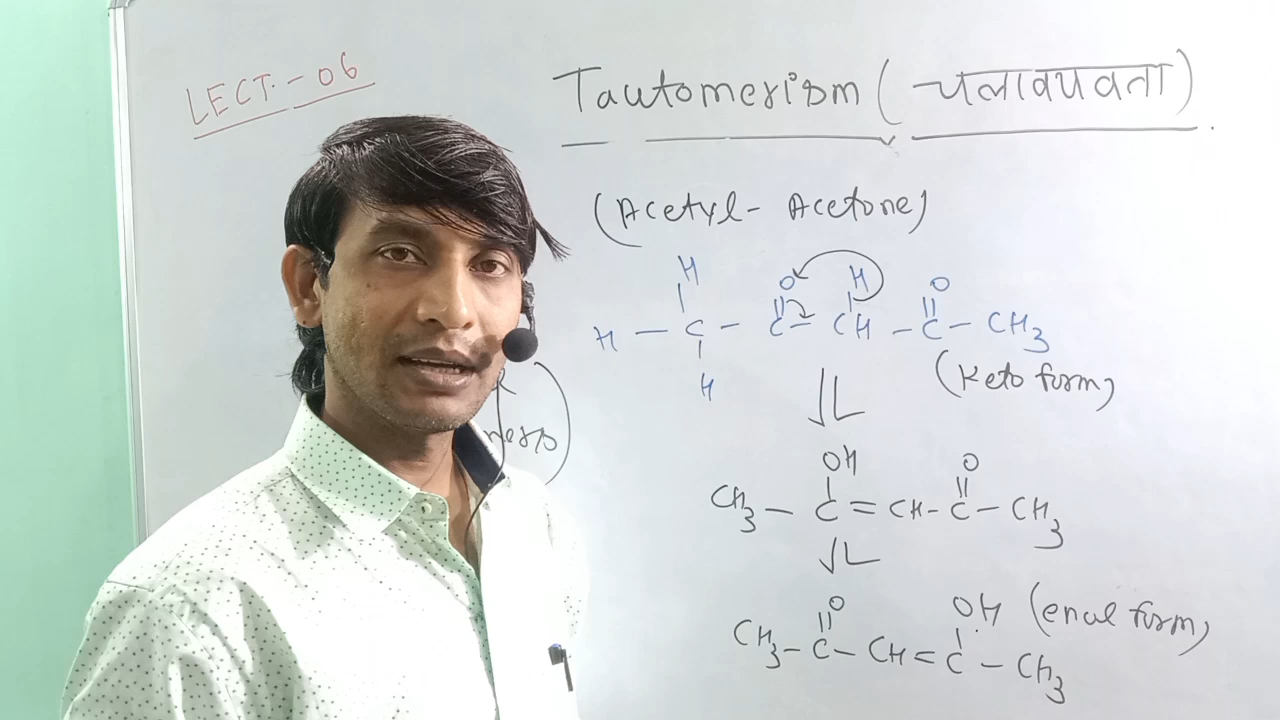 LECT.-06
Tautomerism (चलावयवता)
(Acetyl- Acetone)
H O H O
H — C — C — CH — C — CH3
H
(Keto form)
OH O
CH3 — C = CH - C — CH3
O OH (enol form)
CH3 — C — CH = C — CH3